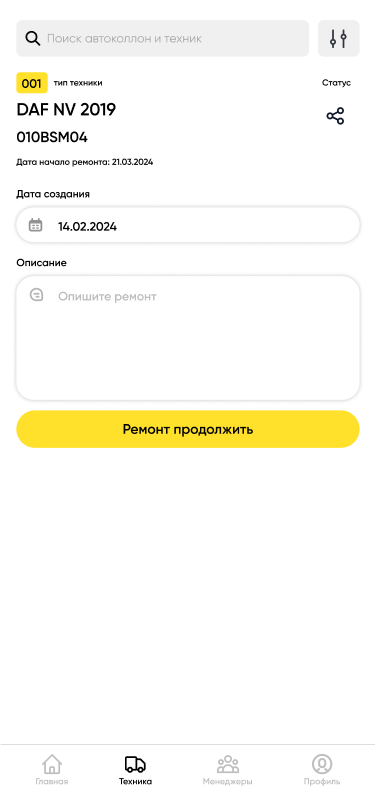 Поиск автоколлон и техник
001 тип техники Статус
DAF NV 2019
010BSM04
Дата начало ремонта: 21.03.2024
Дата создания
14.02.2024
Описание
Опишите ремонт
Ремонт продолжить
Главная Техника Менеджеры Профиль